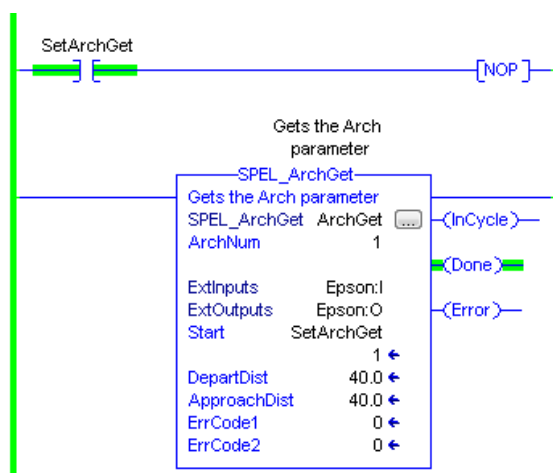 SetArchGet
NOP
Gets the Arch
parameter
SPEL_ArchGet
Gets the Arch parameter
SPEL_ArchGet ArchGet ... (InCycle)
ArchNum 1
(Done)
ExtInputs Epson:I
ExtOutputs Epson:O (Error)
Start SetArchGet
1 ←
DepartDist 40.0 ←
ApproachDist 40.0 ←
ErrCode1 0 ←
ErrCode2 0 ←